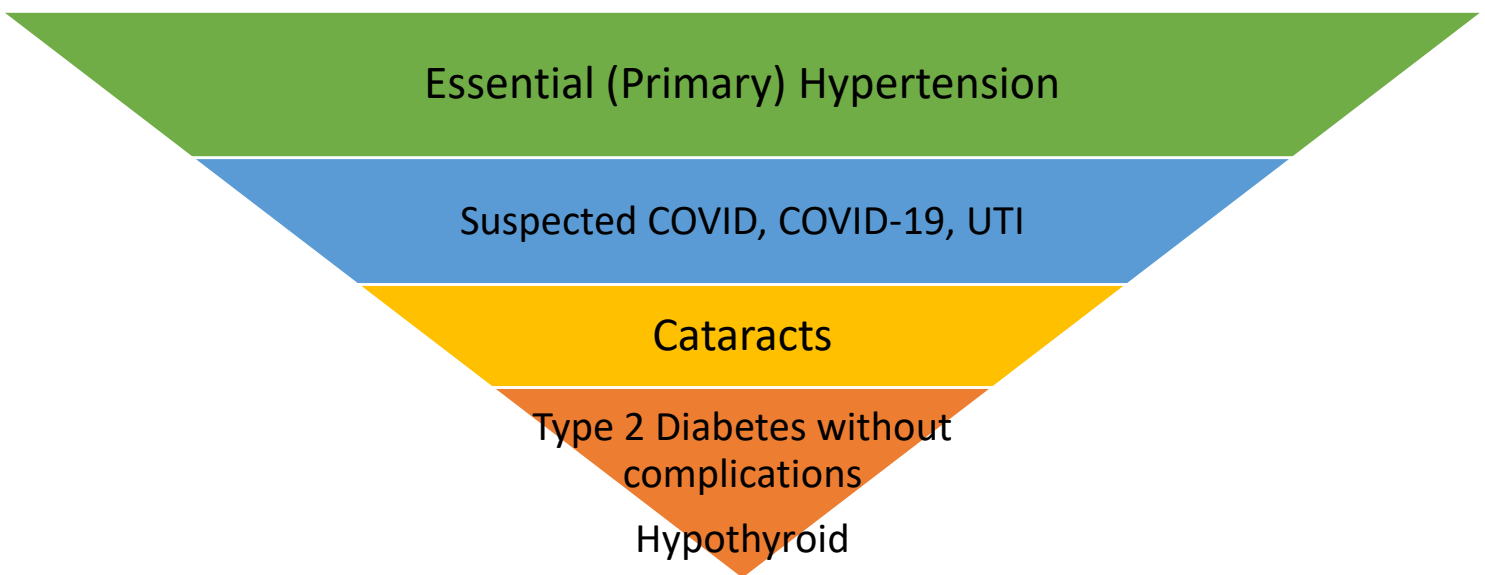 Essential (Primary) Hypertension
Suspected COVID, COVID-19, UTI
Cataracts
Type 2 Diabetes without
complications
Hypothyroid